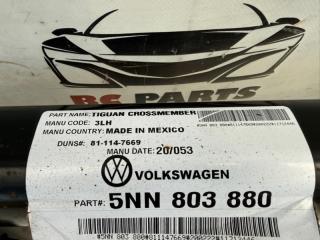 RC PARTS
PART NAME: TIGUAN CROSSMEMBER
MANU CODE: 3LH
MANU COUNTRY: MADE IN MEXICO
DUNS#: 81-114-7669
MANU DATE: 20/053
VOLKSWAGEN
PART#: 5NN 803 880